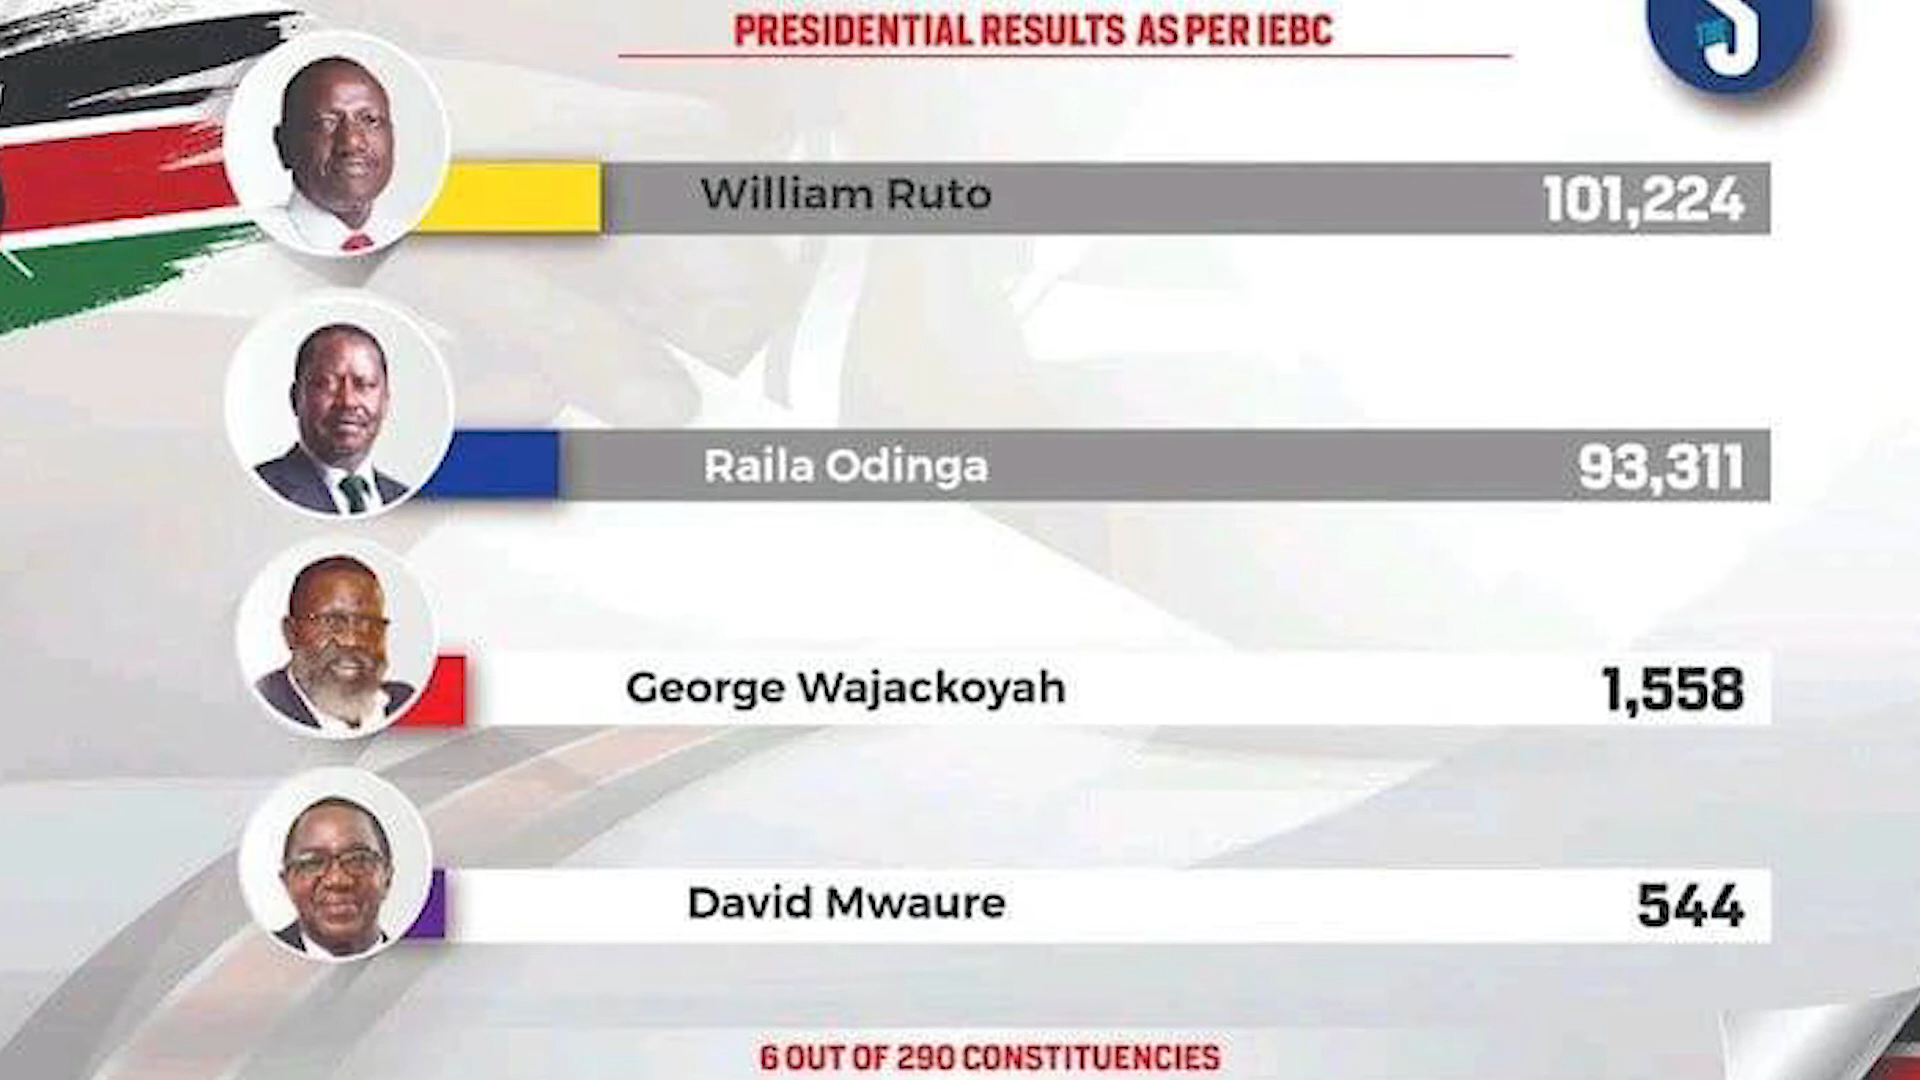 PRESIDENTIAL RESULTS AS PER IEBC
William Ruto 101,224
Raila Odinga 93,311
George Wajackoyah 1,558
David Mwaure 544
6 OUT OF 290 CONSTITUENCIES